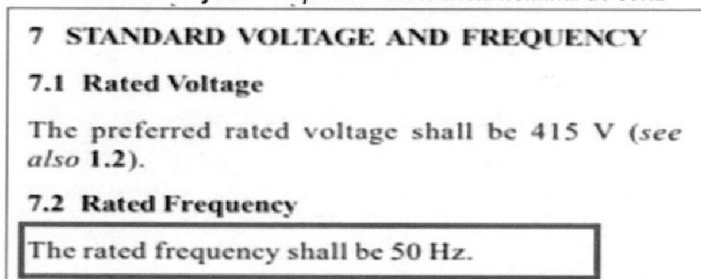 7 STANDARD VOLTAGE AND FREQUENCY
7.1 Rated Voltage
The preferred rated voltage shall be 415 V (see
also 1.2).
7.2 Rated Frequency
The rated frequency shall be 50 Hz.